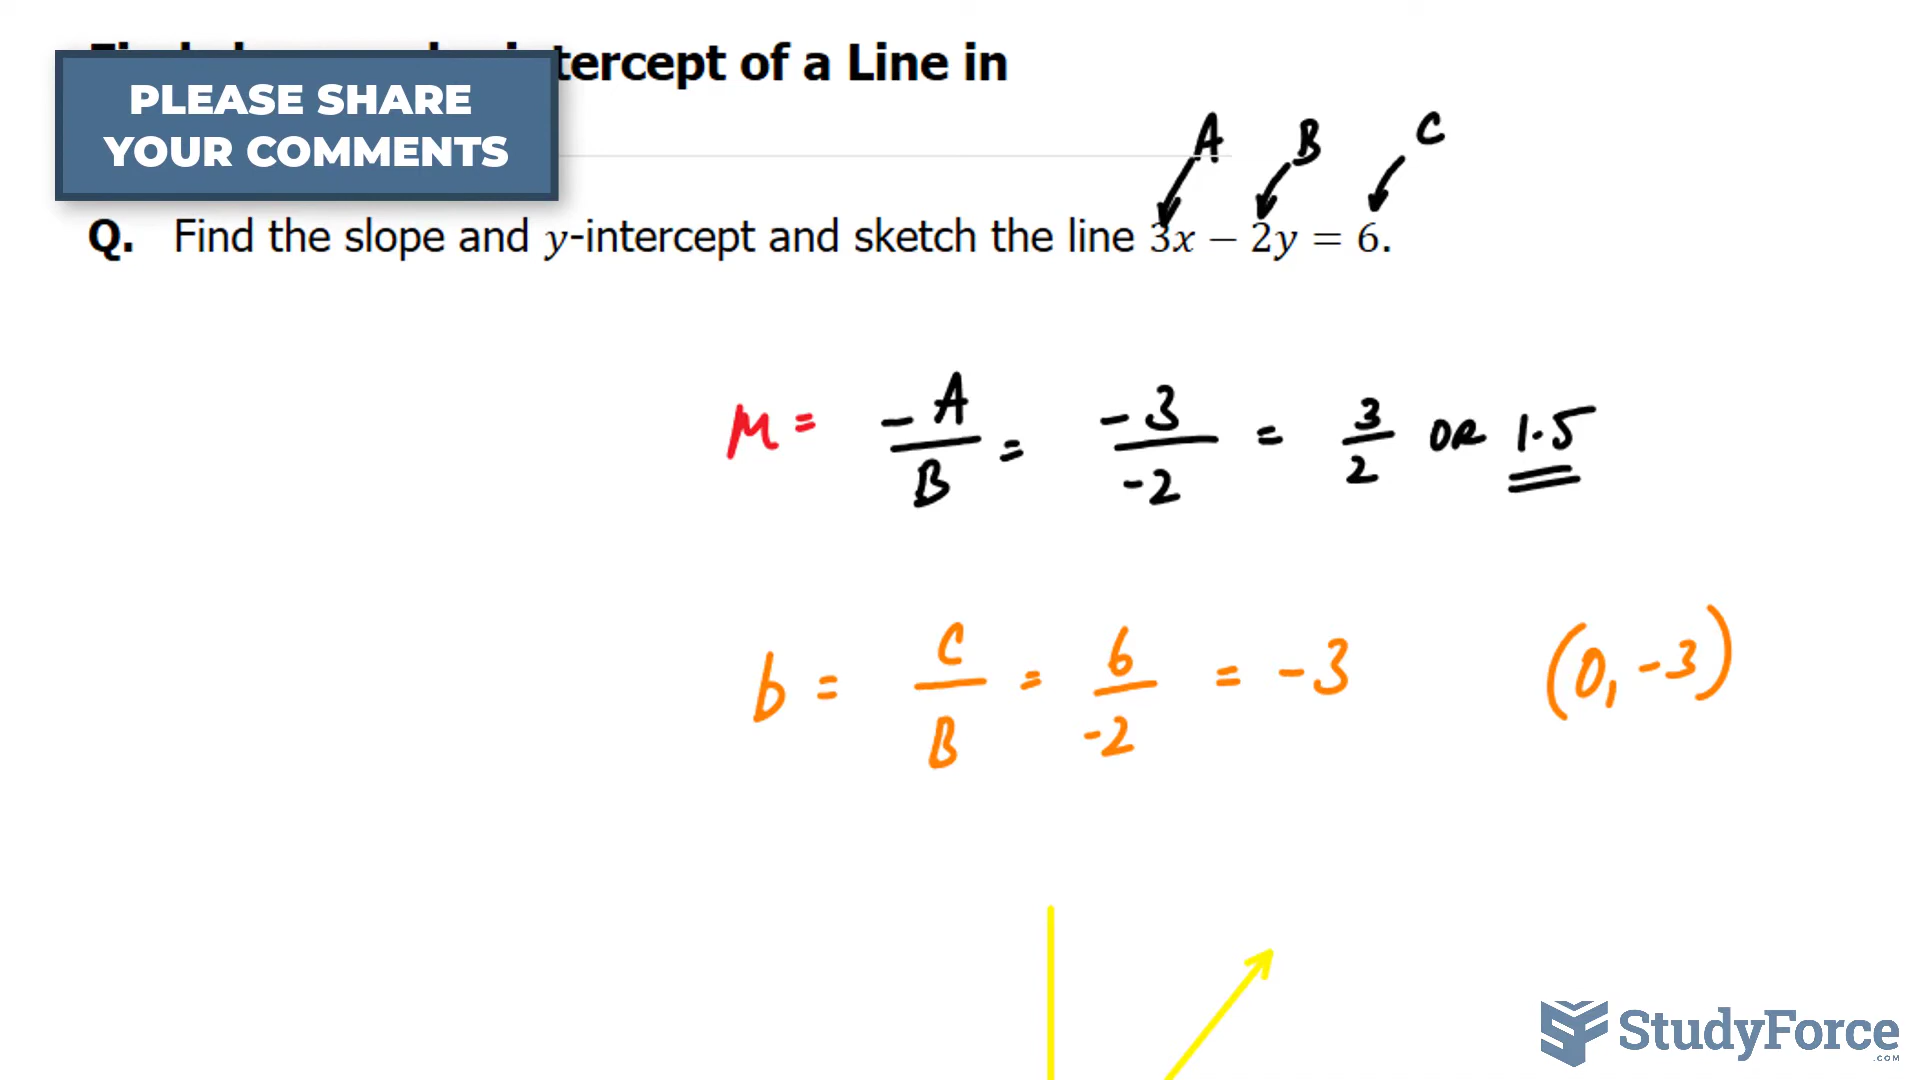 tercept of a Line in
PLEASE SHARE
YOUR COMMENTS
A B C
Q. Find the slope and y-intercept and sketch the line 3x − 2y = 6.
M = -A/B = -3/-2 = 3/2 OR 1.5
b = C/B = 6/-2 = -3 (0, -3)
StudyForce
.COM